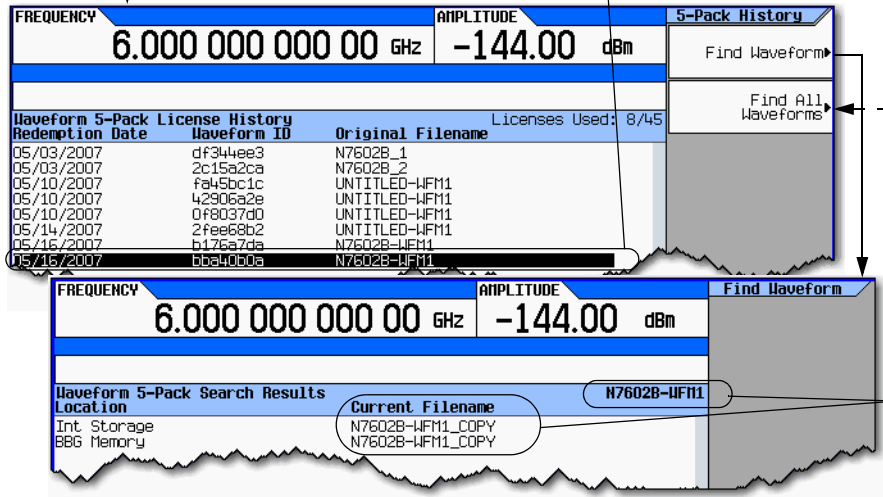 FREQUENCY AMPLITUDE 5-Pack History
6.000 000 000 00 GHz -144.00 dBm
Find Waveform
Find All
Waveforms
Waveform 5-Pack License History Licenses Used: 8/45
Redemption Date Waveform ID Original Filename
05/03/2007 df344ee3 N7602B_1
05/03/2007 2c15a2ca N7602B_2
05/10/2007 fa45bc1c UNTITLED-WFM1
05/10/2007 42906a2e UNTITLED-WFM1
05/10/2007 0f8037d0 UNTITLED-WFM1
05/14/2007 2fee68b2 UNTITLED-WFM1
05/16/2007 b176a7da N7602B-WFM1
05/16/2007 bba40b0a N7602B-WFM1
FREQUENCY AMPLITUDE Find Waveform
6.000 000 000 00 GHz -144.00 dBm
Waveform 5-Pack Search Results N7602B-WFM1
Location Current Filename
Int Storage N7602B-WFM1_COPY
BBG Memory N7602B-WFM1_COPY